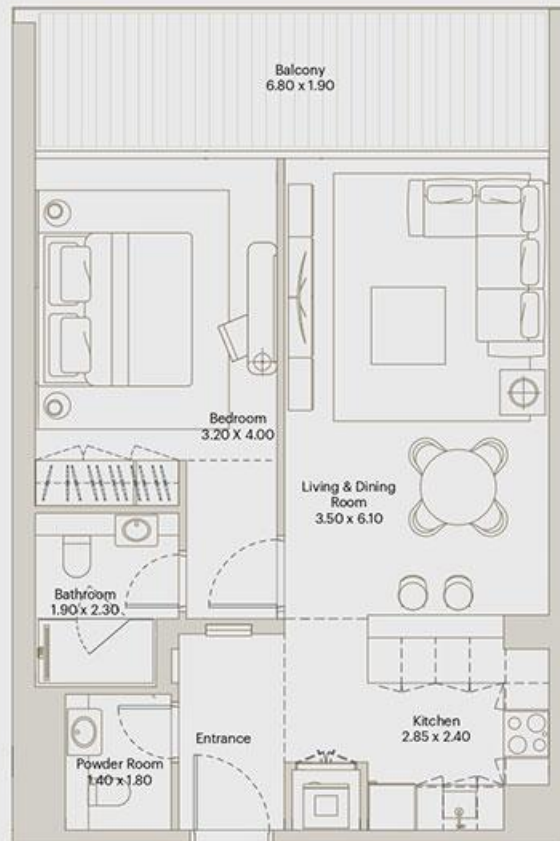 Balcony
6.80 x 1.90
Bedroom
3.20 X 4.00
Living & Dining
Room
3.50 x 6.10
Bathroom
1.90 x 2.30
Kitchen
2.85 x 2.40
Entrance
Powder Room
1.40 x 1.80